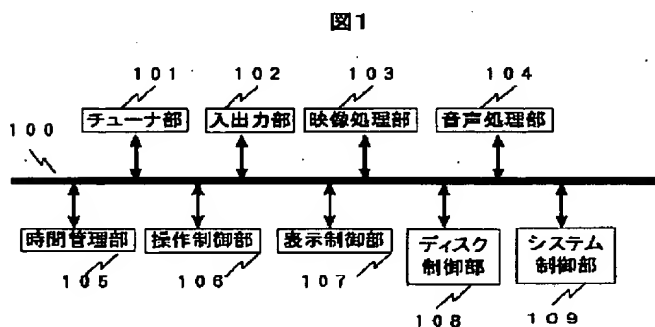 図1
101 102 103 104
チューナ部 入出力部 映像処理部 音声処理部
100
時間管理部 操作制御部 表示制御部 ディスク制御部 システム制御部
105 106 107 108 109